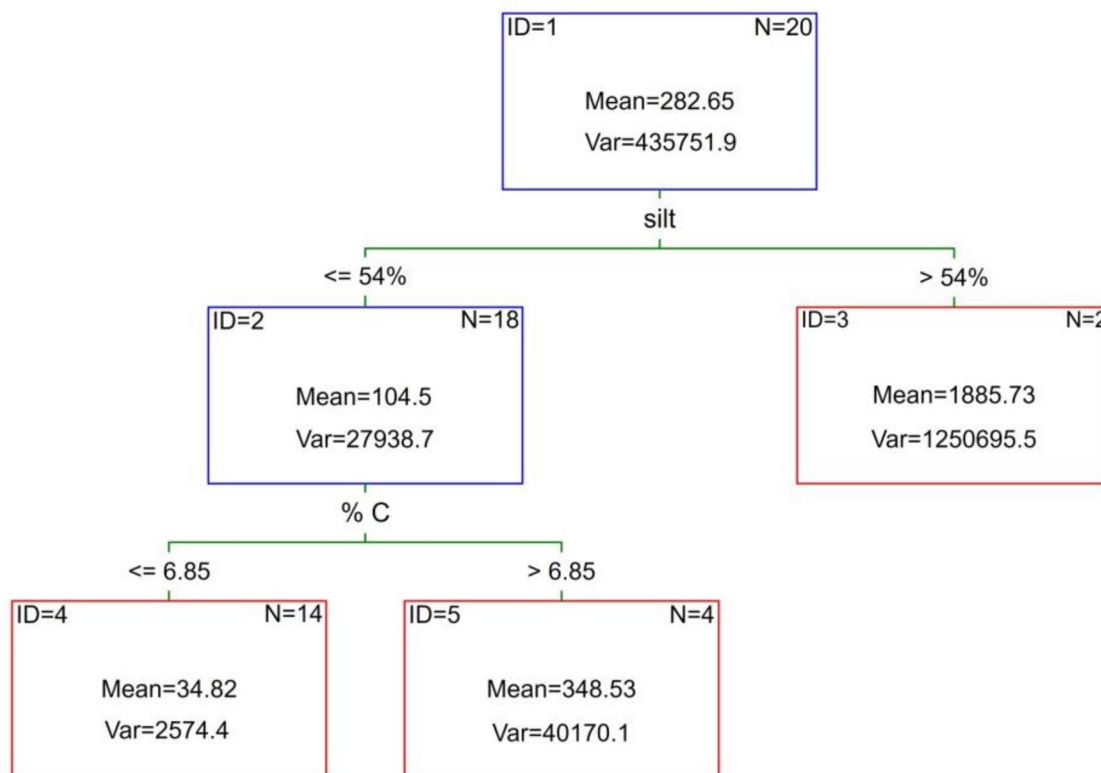 ID=1 N=20
Mean=282.65
Var=435751.9
silt
<= 54% > 54%
ID=2 N=18 ID=3 N=2
Mean=104.5 Mean=1885.73
Var=27938.7 Var=1250695.5
% C
<= 6.85 > 6.85
ID=4 N=14 ID=5 N=4
Mean=34.82 Mean=348.53
Var=2574.4 Var=40170.1